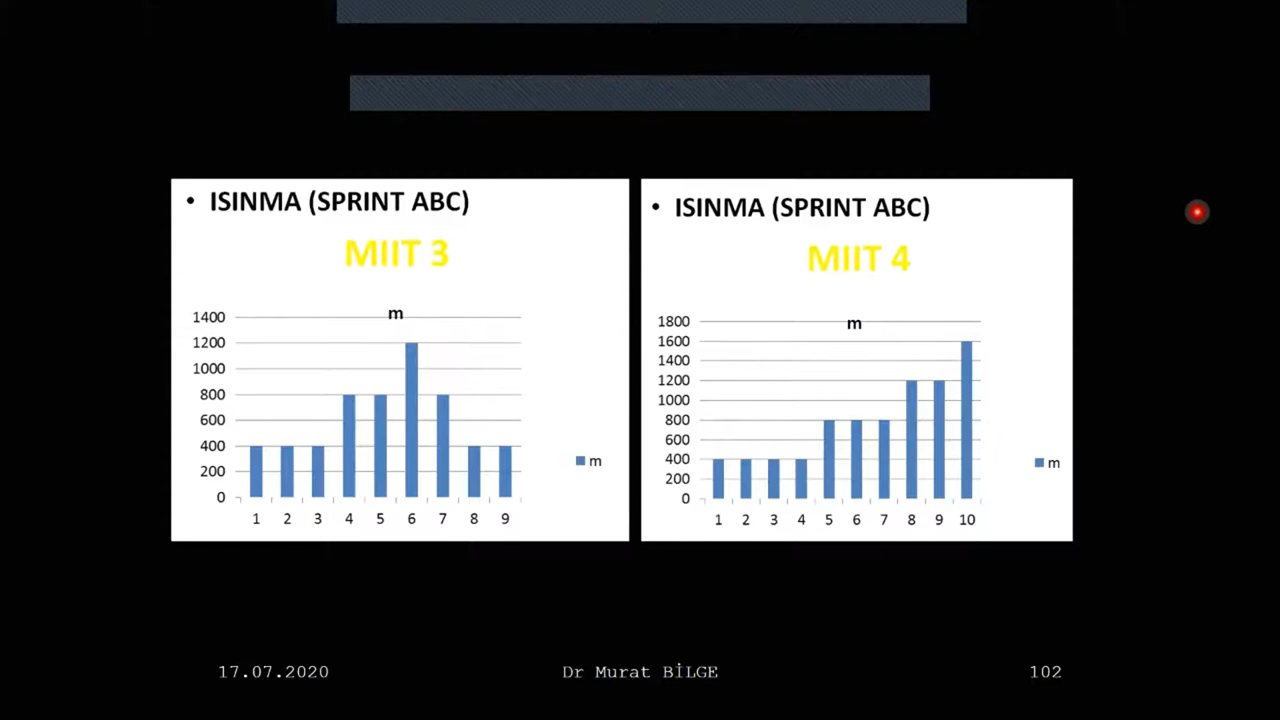 • ISINMA (SPRINT ABC)
MIIT 3
m
1400
1200
1000
800
600
400
200
0
1 2 3 4 5 6 7 8 9
m
• ISINMA (SPRINT ABC)
MIIT 4
m
1800
1600
1400
1200
1000
800
600
400
200
0
1 2 3 4 5 6 7 8 9 10
m
17.07.2020 Dr Murat BİLGE 102